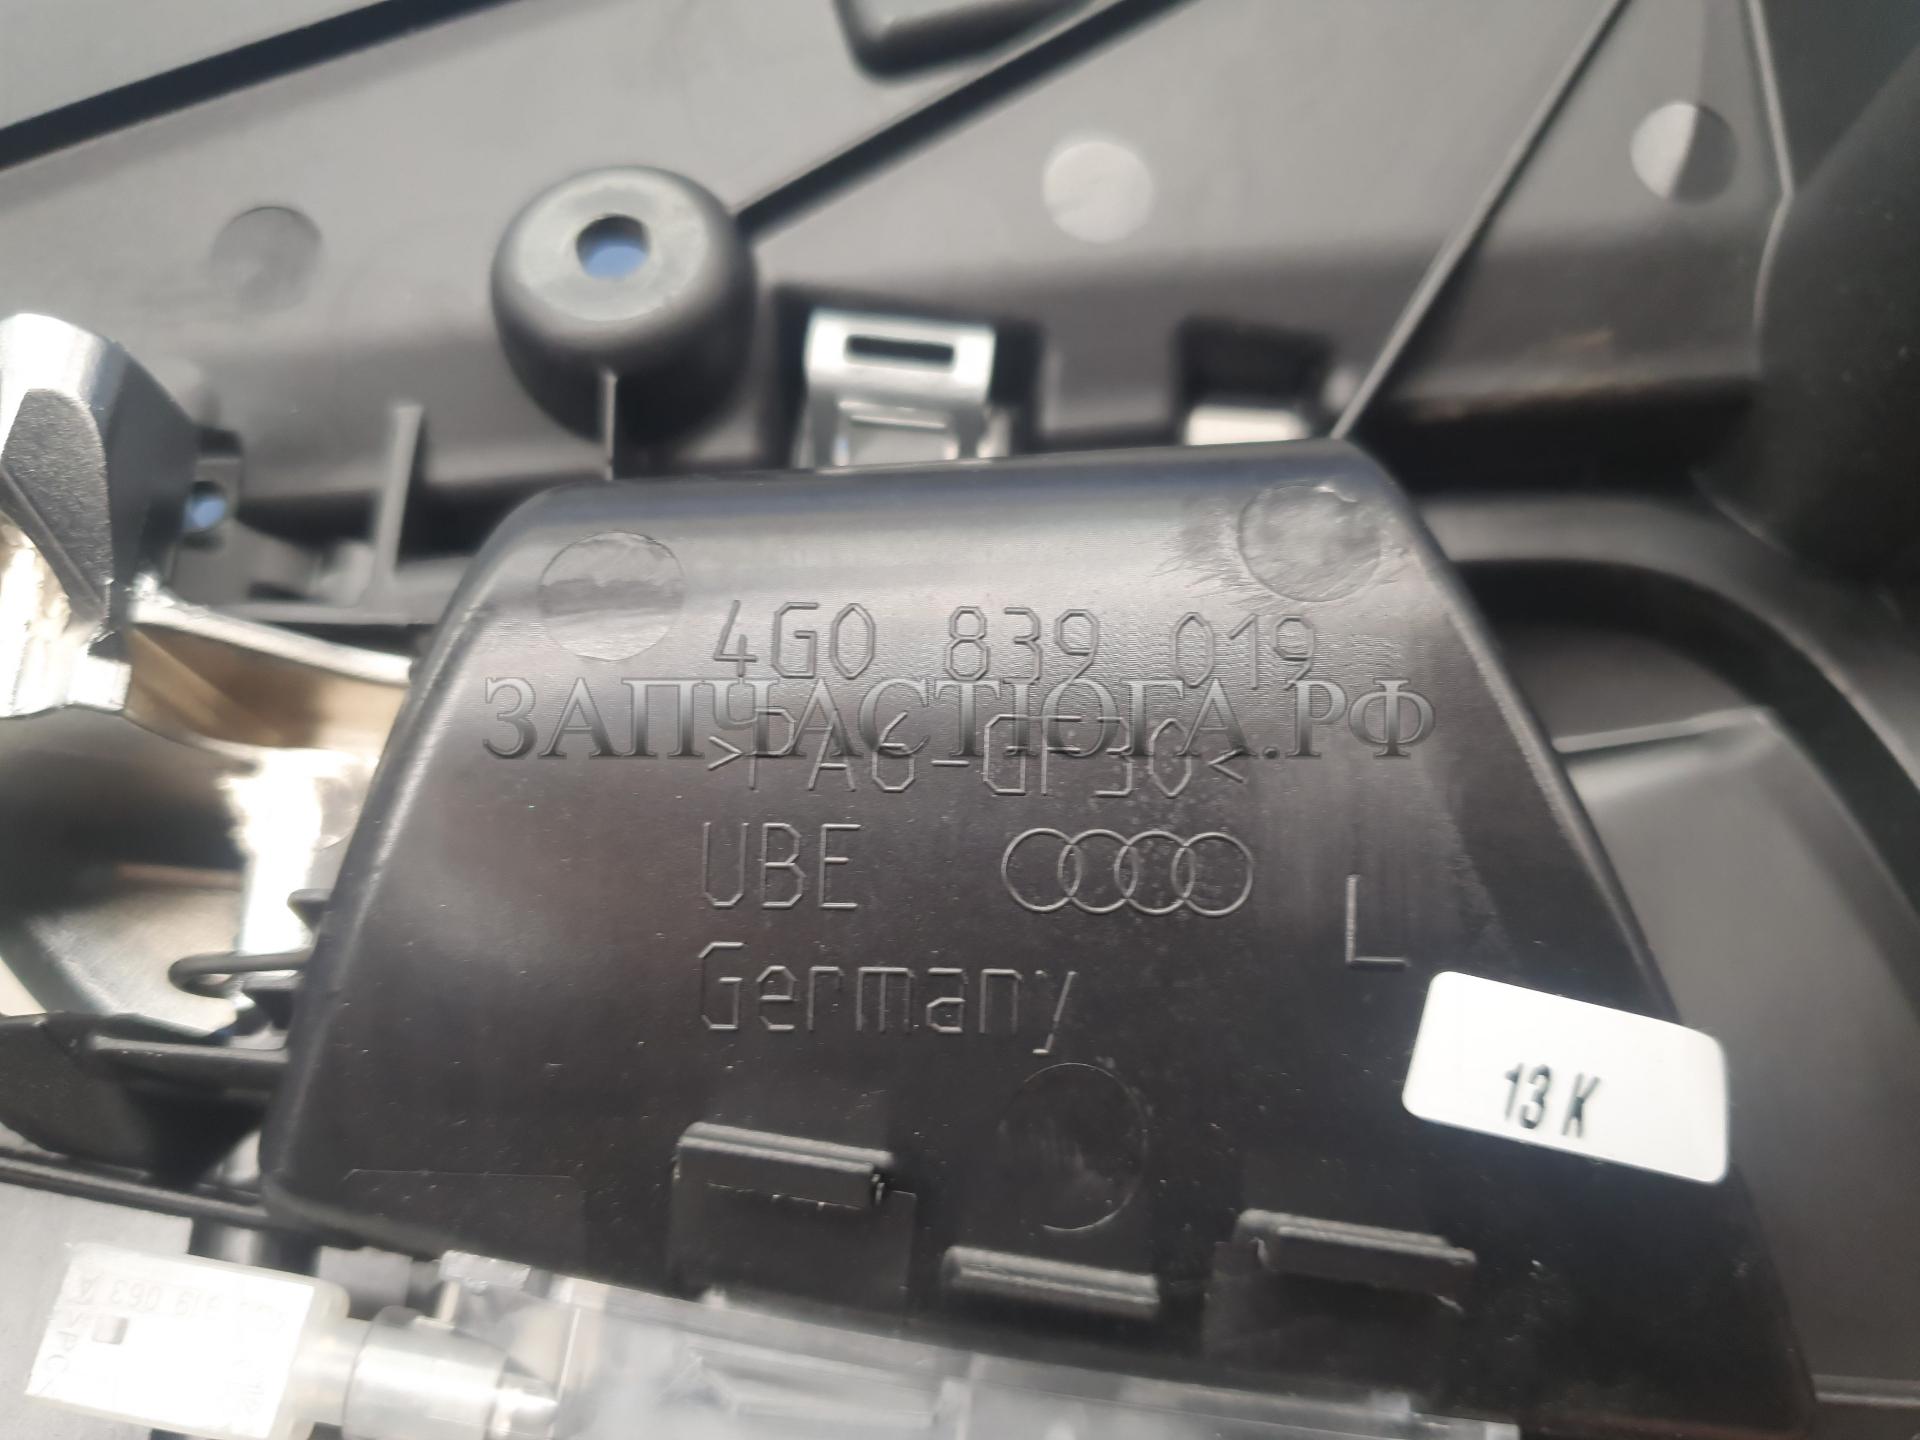 4G0 839 019
ЗАПЧАСТЮГА.РФ
>PA6-GF30<
UBE
L
Germany
13 K